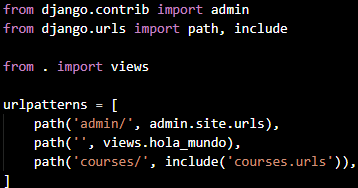 from django.contrib import admin
from django.urls import path, include
from . import views
urlpatterns = [
    path('admin/', admin.site.urls),
    path('', views.hola_mundo),
    path('courses/', include('courses.urls')),
]